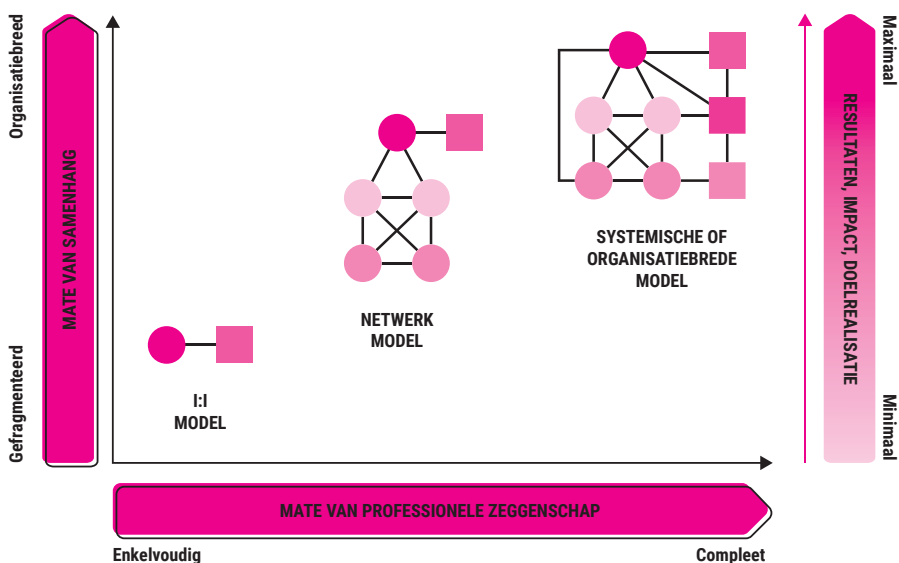 Organisatiebreed
MATE VAN SAMENHANG
Gefragmenteerd
I:I
MODEL
NETWERK
MODEL
SYSTEMISCHE OF
ORGANISATIEBREDE
MODEL
Maximaal
RESULTATEN, IMPACT, DOELREALISATIE
Minimaal
MATE VAN PROFESSIONELE ZEGGENSCHAP
Enkelvoudig
Compleet